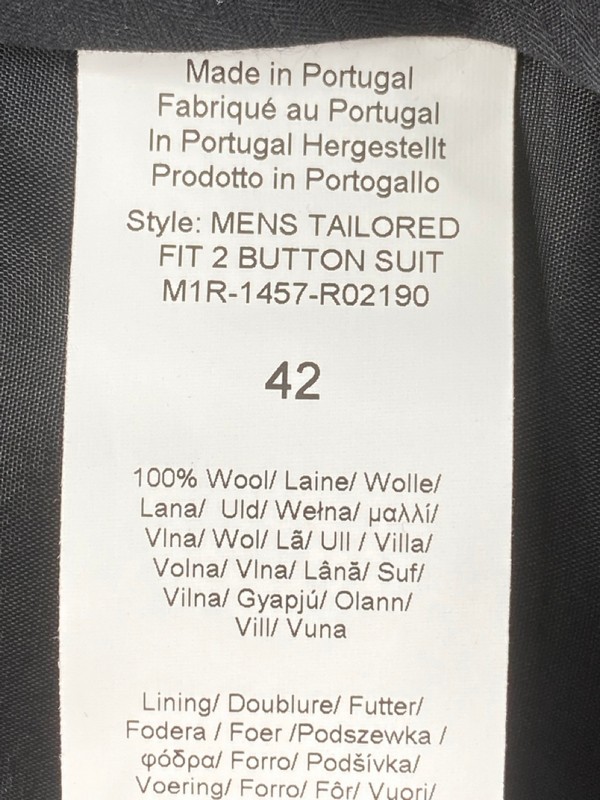 Made in Portugal
Fabriqué au Portugal
In Portugal Hergestellt
Prodotto in Portogallo
Style: MENS TAILORED
FIT 2 BUTTON SUIT
M1R-1457-R02190
42
100% Wool/ Laine/ Wolle/
Lana/ Uld/ Wełna/ μαλλί/
Vlna/ Wol/ Lã/ Ull / Villa/
Volna/ Vlna/ Lână/ Suf/
Vilna/ Gyapjú/ Olann/
Vill/ Vuna
Lining/ Doublure/ Futter/
Fodera / Foer /Podszewka /
φόδρα/ Forro/ Podšívka/
Voering/ Forro/ Fôr/ Vuori/